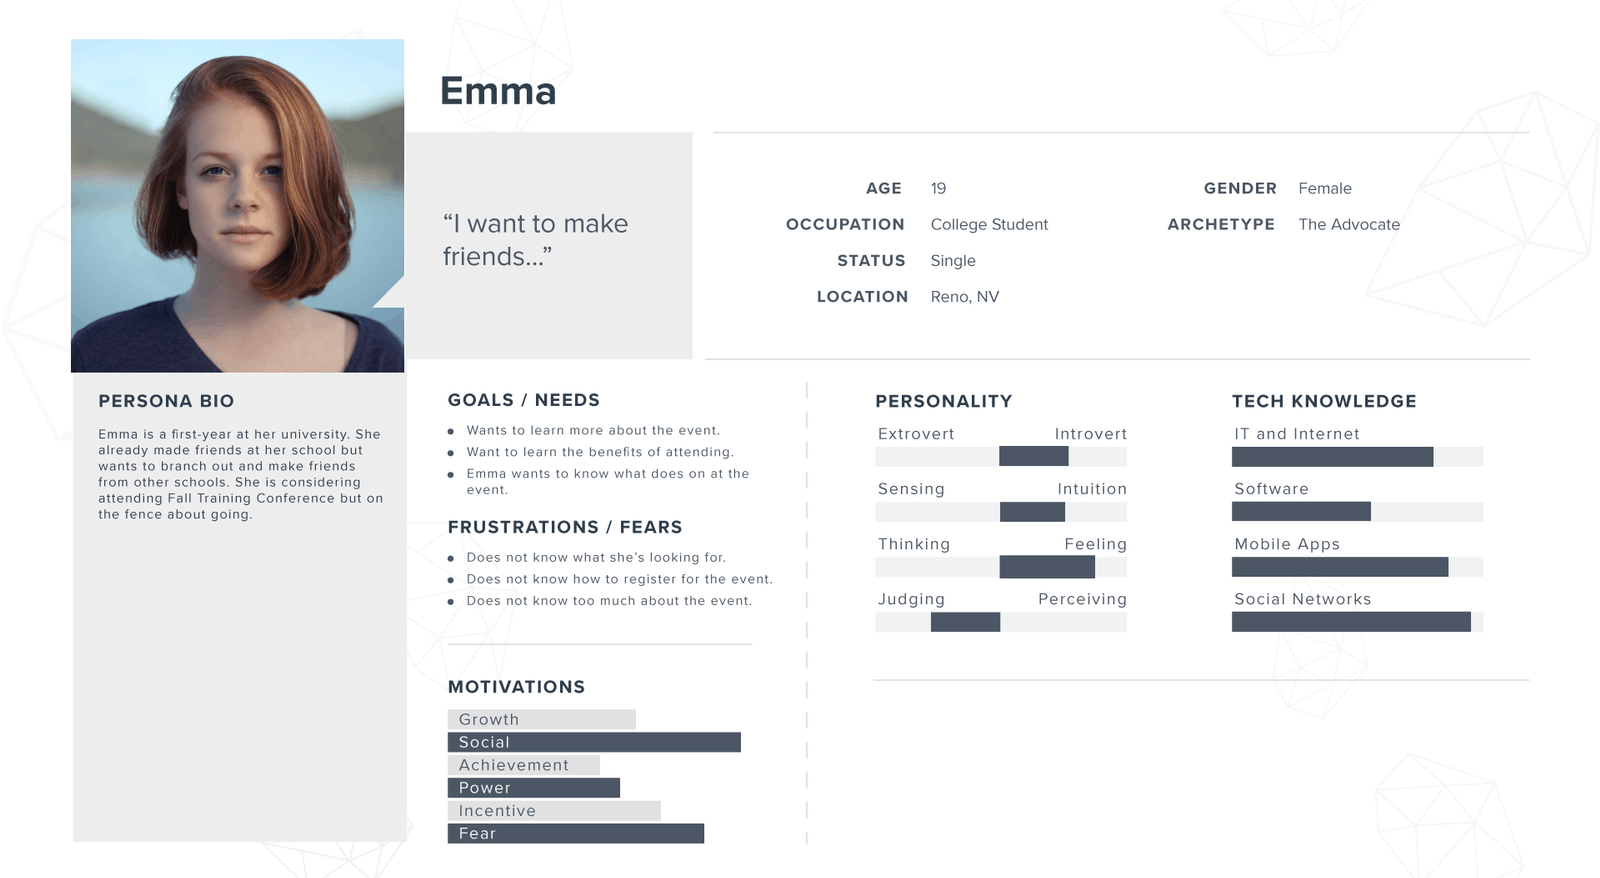 Emma
“I want to make
friends...”
AGE 19
OCCUPATION College Student
STATUS Single
LOCATION Reno, NV
GENDER Female
ARCHETYPE The Advocate
PERSONA BIO
Emma is a first-year at her university. She
already made friends at her school but
wants to branch out and make friends
from other schools. She is considering
attending Fall Training Conference but on
the fence about going.
GOALS / NEEDS
• Wants to learn more about the event.
• Want to learn the benefits of attending.
• Emma wants to know what does on at the
event.
FRUSTRATIONS / FEARS
• Does not know what she’s looking for.
• Does not know how to register for the event.
• Does not know too much about the event.
MOTIVATIONS
Growth
Social
Achievement
Power
Incentive
Fear
PERSONALITY
Extrovert Introvert
Sensing Intuition
Thinking Feeling
Judging Perceiving
TECH KNOWLEDGE
IT and Internet
Software
Mobile Apps
Social Networks